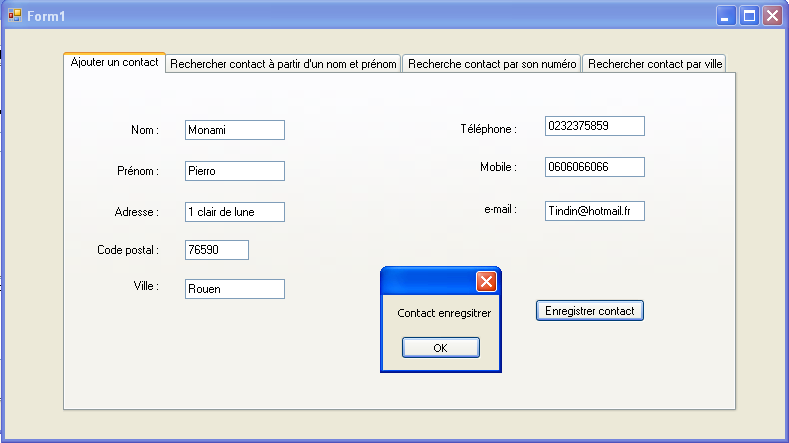 Form1
Ajouter un contact
Rechercher contact à partir d'un nom et prénom
Recherche contact par son numéro
Rechercher contact par ville
Nom : Monami
Prénom : Pierro
Adresse : 1 clair de lune
Code postal : 76590
Ville : Rouen
Téléphone : 0232375859
Mobile : 0606066066
e-mail : Tindin@hotmail.fr
Contact enregsitrer
OK
Enregistrer contact